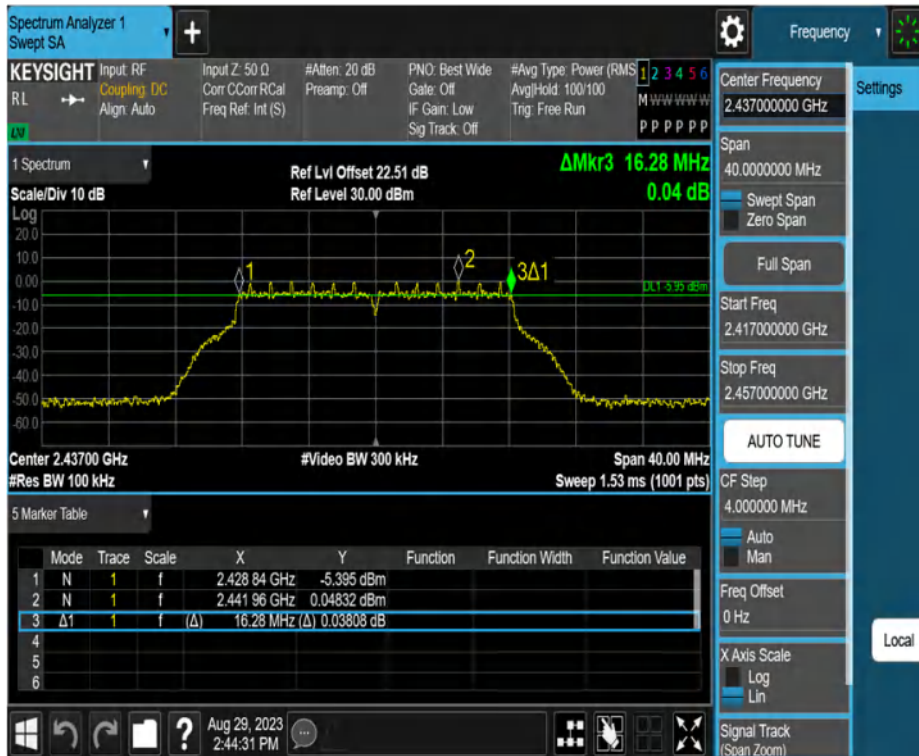 Spectrum Analyzer 1
Swept SA
Frequency
KEYSIGHT
RL
LNI
Input: RF
Coupling: DC
Align: Auto
Input Z: 50 Ω
Corr CCorr RCal
Freq Ref: Int (S)
#Atten: 20 dB
Preamp: Off
PNO: Best Wide
Gate: Off
IF Gain: Low
Sig Track: Off
#Avg Type: Power (RMS
Avg|Hold: 100/100
Trig: Free Run
1 2 3 4 5 6
M W W W W W
P P P P P P
Center Frequency
2.437000000 GHz
Settings
1 Spectrum
Scale/Div 10 dB
Ref Lvl Offset 22.51 dB
Ref Level 30.00 dBm
ΔMkr3 16.28 MHz
0.04 dB
Span
40.0000000 MHz
Swept Span
Zero Span
Full Span
Start Freq
2.417000000 GHz
Stop Freq
2.457000000 GHz
AUTO TUNE
CF Step
4.000000 MHz
Auto
Man
Freq Offset
0 Hz
X Axis Scale
Log
Lin
Signal Track
(Span Zoom)
Local
Log
20.0
10.0
0.00
-10.0
-20.0
-30.0
-40.0
-50.0
-60.0
1
2
3Δ1
DL1 -5.95 dBm
Center 2.43700 GHz
#Video BW 300 kHz
Span 40.00 MHz
#Res BW 100 kHz
Sweep 1.53 ms (1001 pts)
5 Marker Table
Mode Trace Scale X Y Function Function Width Function Value
1 N 1 f 2.428 84 GHz -5.395 dBm
2 N 1 f 2.441 96 GHz 0.04832 dBm
3 Δ1 1 f (Δ) 16.28 MHz (Δ) 0.03808 dB
4
5
6
?
Aug 29, 2023
2:44:31 PM